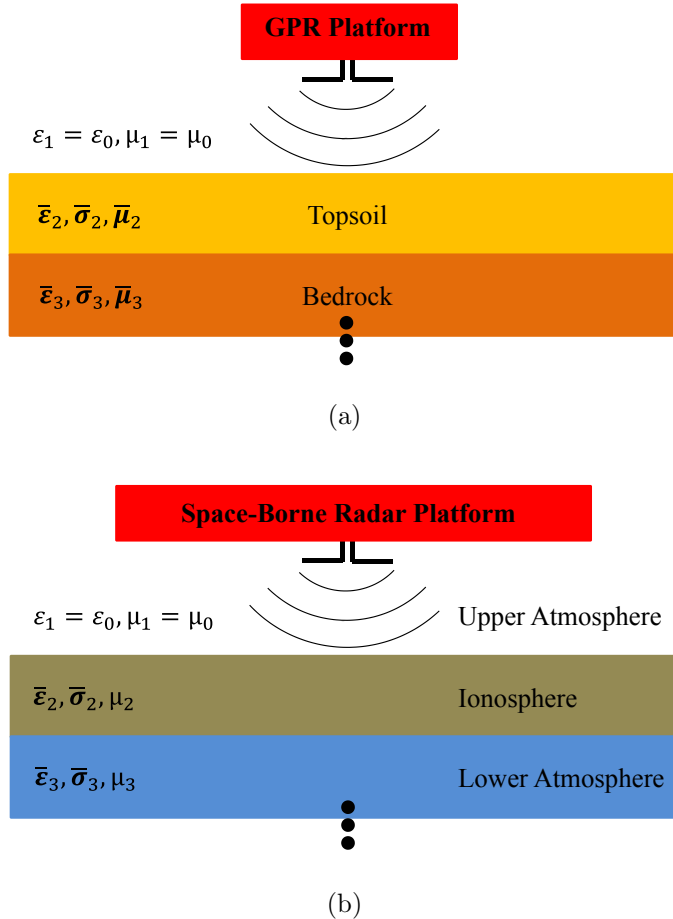 GPR Platform
ε₁ = ε₀, μ₁ = μ₀
ε̅₂, σ̅₂, μ̅₂ Topsoil
ε̅₃, σ̅₃, μ̅₃ Bedrock
(a)
Space-Borne Radar Platform
ε₁ = ε₀, μ₁ = μ₀ Upper Atmosphere
ε̅₂, σ̅₂, μ₂ Ionosphere
ε̅₃, σ̅₃, μ₃ Lower Atmosphere
(b)